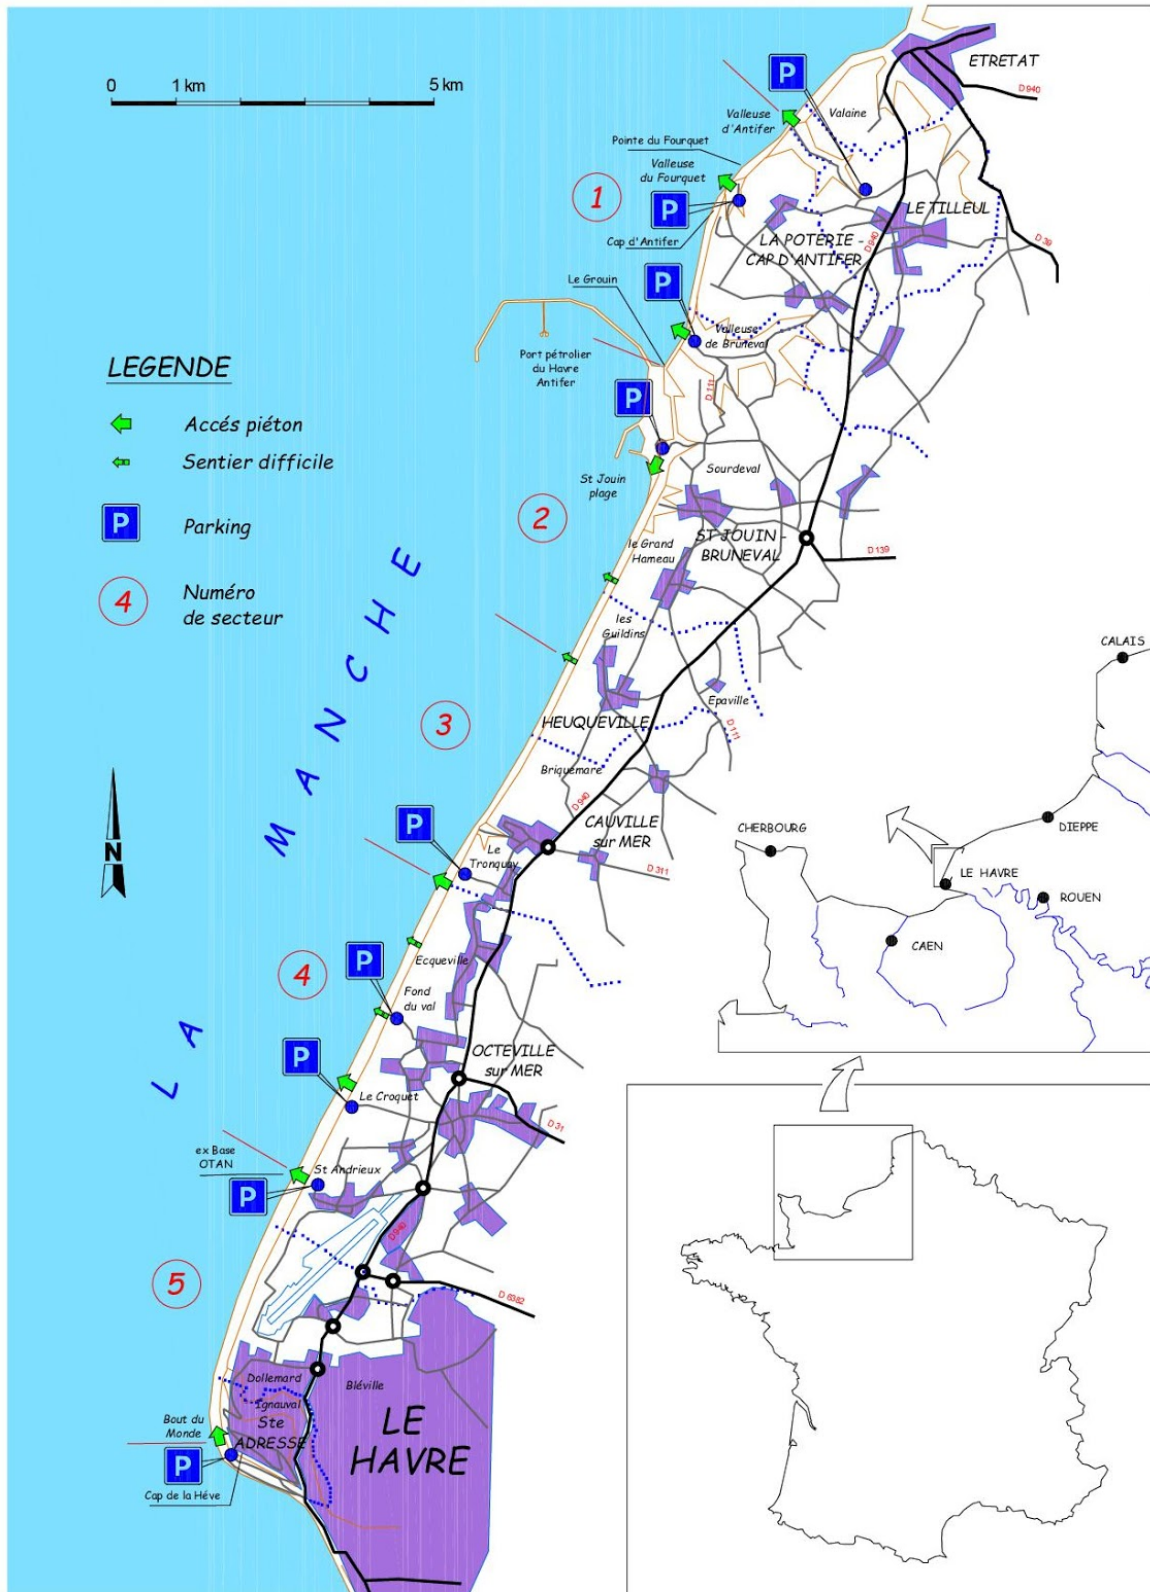 ETRETAT
D 940
0
1 km
5 km
P
Valaine
Valleuse
d'Antifer
Pointe du Fourquet
Valleuse
du Fourquet
1
P
LE TILLEUL
Cap d'Antifer
LA POTERIE -
CAP D'ANTIFER
D 940
D 39
Le Grouin
P
Valleuse
de Bruneval
Port pétrolier
du Havre
Antifer
LEGENDE
Accés piéton
Sentier difficile
P
Parking
4
Numéro
de secteur
P
D 111
Sourdeval
St Jouin
plage
2
ST JOUIN -
BRUNEVAL
le Grand
Hameau
D 139
les
Guildins
LA MANCHE
3
HEUQUEVILLE
Epaville
D 111
Briquemare
D 940
CAUVILLE
sur MER
D 311
P
Le
Tronquay
N
Ecqueville
4
P
Fond
du val
OCTEVILLE
sur MER
P
Le Croquet
D 31
ex Base
OTAN
St Andrieux
P
D 940
5
D 6382
Dollemard
Bléville
Ignauval
Ste
ADRESSE
LE
HAVRE
Bout du
Monde
P
Cap de la Héve
CALAIS
CHERBOURG
DIEPPE
LE HAVRE
ROUEN
CAEN